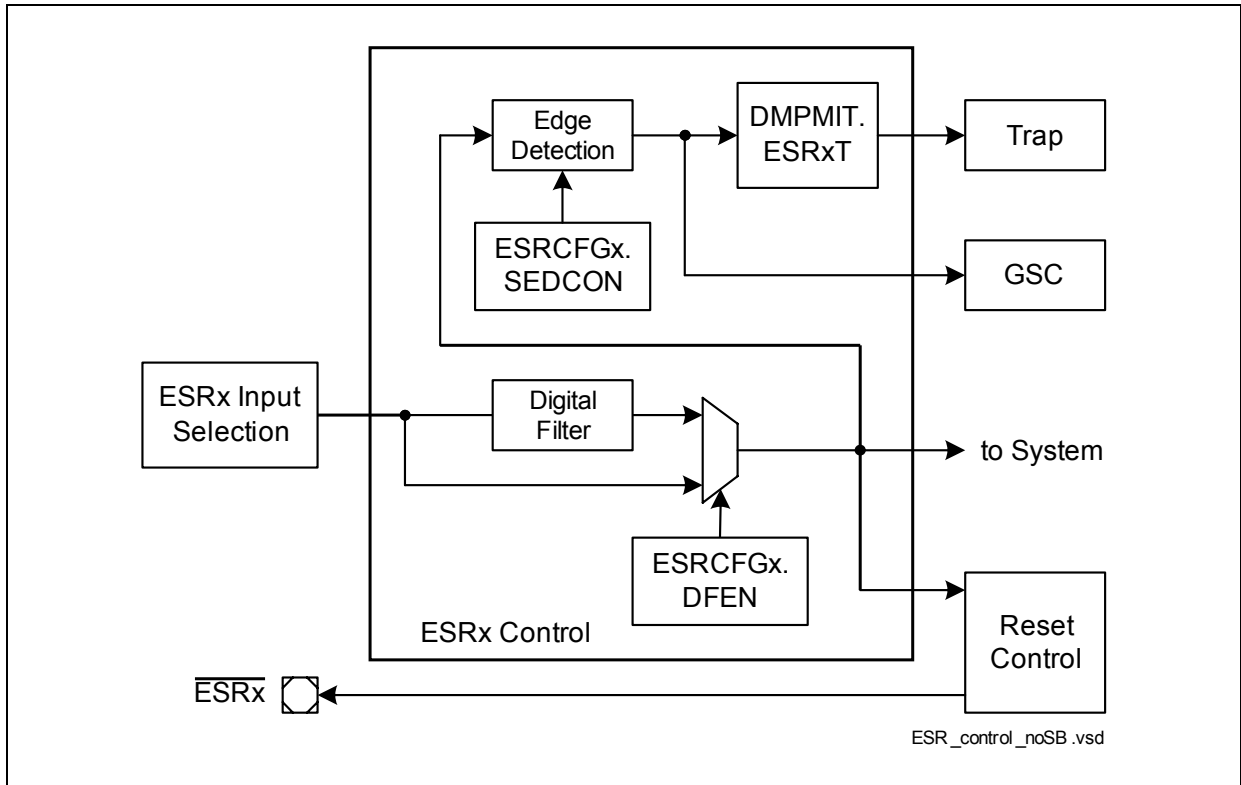 Edge
Detection
DMPMIT.
ESRxT
Trap
ESRCFGx.
SEDCON
GSC
ESRx Input
Selection
Digital
Filter
to System
ESRCFGx.
DFEN
ESRx Control
Reset
Control
ESRx
ESR_control_noSB.vsd